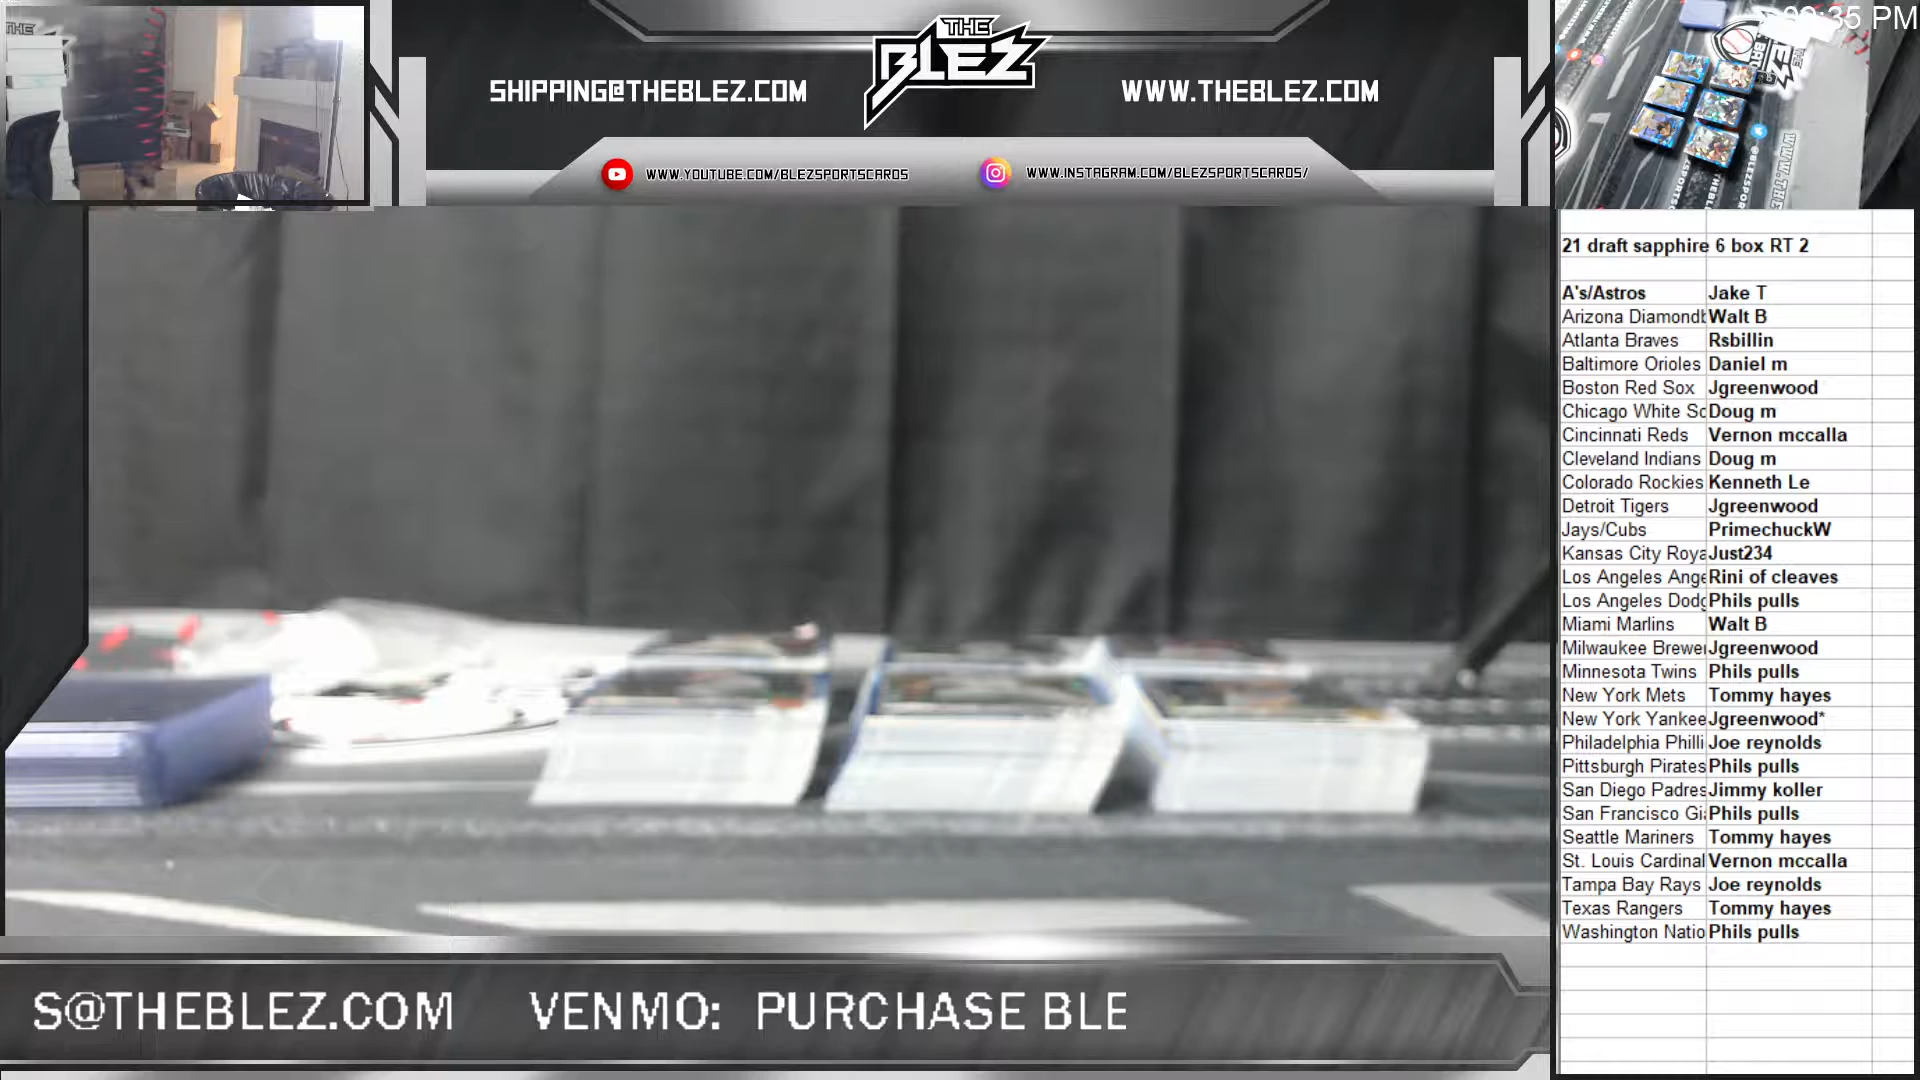 THE
BLEZ
SHIPPING@THEBLEZ.COM
WWW.THEBLEZ.COM
WWW.YOUTUBE.COM/BLEZSPORTSCARDS
WWW.INSTAGRAM.COM/BLEZSPORTSCARDS/
:35 PM
21 draft sapphire 6 box RT 2
A's/Astros Jake T
Arizona Diamondb Walt B
Atlanta Braves Rsbillin
Baltimore Orioles Daniel m
Boston Red Sox Jgreenwood
Chicago White So Doug m
Cincinnati Reds Vernon mccalla
Cleveland Indians Doug m
Colorado Rockies Kenneth Le
Detroit Tigers Jgreenwood
Jays/Cubs PrimechuckW
Kansas City Roya Just234
Los Angeles Ange Rini of cleaves
Los Angeles Dodg Phils pulls
Miami Marlins Walt B
Milwaukee Brewer Jgreenwood
Minnesota Twins Phils pulls
New York Mets Tommy hayes
New York Yankee Jgreenwood*
Philadelphia Philli Joe reynolds
Pittsburgh Pirates Phils pulls
San Diego Padres Jimmy koller
San Francisco Gi Phils pulls
Seattle Mariners Tommy hayes
St. Louis Cardinal Vernon mccalla
Tampa Bay Rays Joe reynolds
Texas Rangers Tommy hayes
Washington Natio Phils pulls
S@THEBLEZ.COM VENMO: PURCHASE BLE